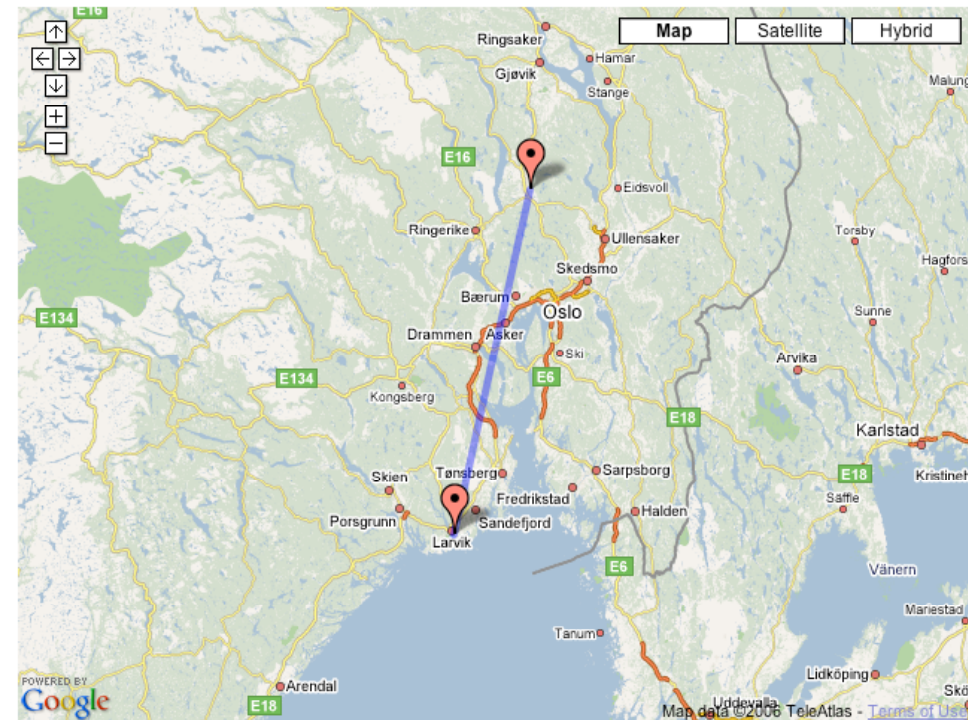 E16
Map Satellite Hybrid
Ringsaker
Hamar
Gjøvik
Stange
Malung
E16
Eidsvoll
Ringerike
Ullensaker
Torsby
Skedsmo
Hagfors
Bærum
Oslo
E134
Sunne
Drammen Asker
Ski
Arvika
E134
E6
Kongsberg
E18
Karlstad
Skien
Tønsberg
Sarpsborg
E18
Kristineh
Fredrikstad
Säffle
Porsgrunn
Sandefjord
Halden
Larvik
E6
Vänern
Mariestad
Tanum
Lidköping
POWERED BY
Google
Arendal
Skö
E18
Uddevalla
Map data ©2006 TeleAtlas - Terms of Use